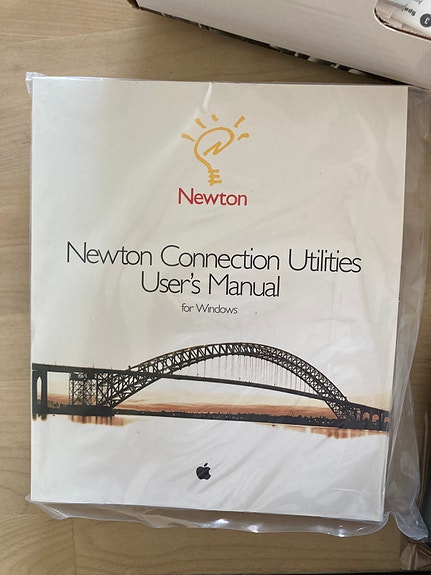 Newton
Newton Connection Utilities
User's Manual
for Windows